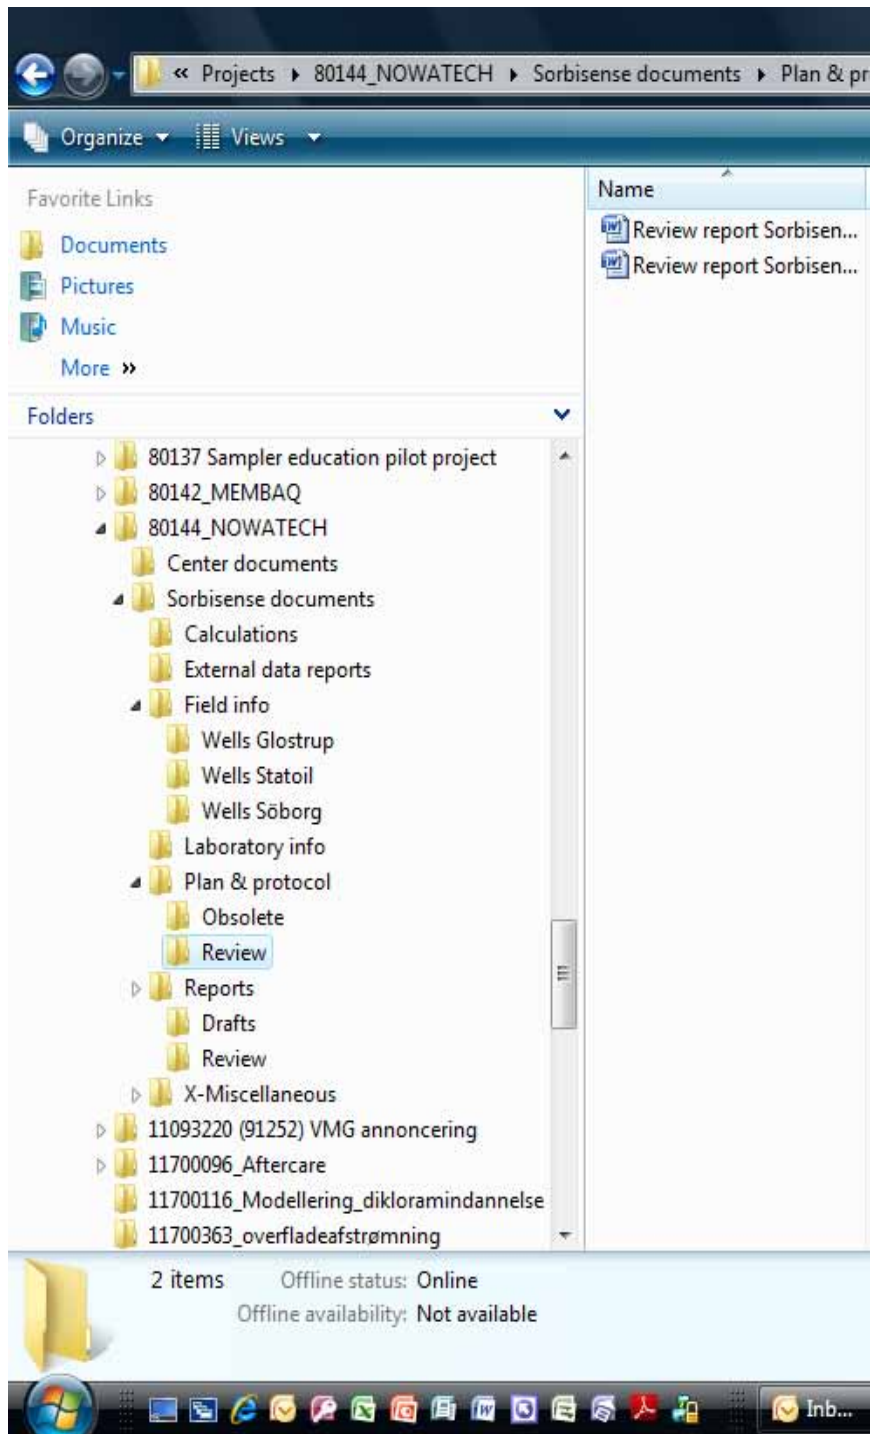 « Projects ▸ 80144_NOWATECH ▸ Sorbisense documents ▸ Plan & pr
Organize Views
Favorite Links
Documents
Pictures
Music
More »
Folders
80137 Sampler education pilot project
80142_MEMBAQ
80144_NOWATECH
Center documents
Sorbisense documents
Calculations
External data reports
Field info
Wells Glostrup
Wells Statoil
Wells Söborg
Laboratory info
Plan & protocol
Obsolete
Review
Reports
Drafts
Review
X-Miscellaneous
11093220 (91252) VMG annoncering
11700096_Aftercare
11700116_Modellering_dikloramindannelse
11700363_overfladeafstrømning
Name
Review report Sorbisen...
Review report Sorbisen...
2 items Offline status: Online
Offline availability: Not available
Inb...